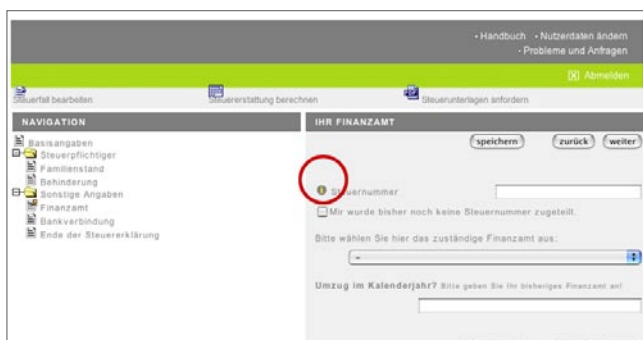 • Handbuch • Nutzerdaten ändern
• Probleme und Anfragen
[X] Abmelden
Steuerfall bearbeiten Steuererstattung berechnen Steuerunterlagen anfordern
NAVIGATION
Basisangaben
Steuerpflichtiger
Familienstand
Behinderung
Sonstige Angaben
Finanzamt
Bankverbindung
Ende der Steuererklärung
IHR FINANZAMT
speichern zurück weiter
Steuernummer
Mir wurde bisher noch keine Steuernummer zugeteilt.
Bitte wählen Sie hier das zuständige Finanzamt aus:
–
Umzug im Kalenderjahr? Bitte geben Sie Ihr bisheriges Finanzamt an!